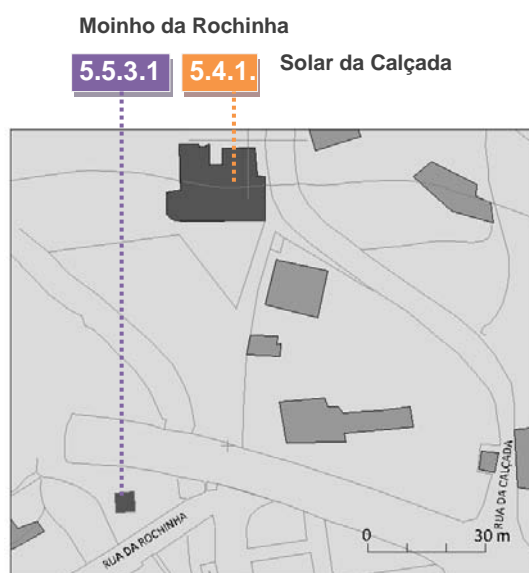 Moinho da Rochinha
5.5.3.1
5.4.1.
Solar da Calçada
RUA DA CALÇADA
RUA DA ROCHINHA
0
30 m